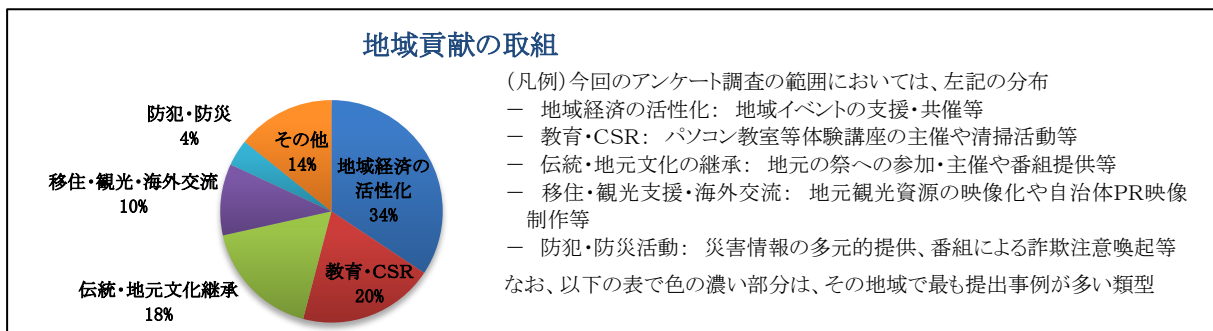 地域貢献の取組
防犯・防災
4%
その他
14%
地域経済の
活性化
34%
移住・観光・海外交流
10%
教育・CSR
20%
伝統・地元文化継承
18%
（凡例）今回のアンケート調査の範囲においては、左記の分布
－ 地域経済の活性化： 地域イベントの支援・共催等
－ 教育・CSR： パソコン教室等体験講座の主催や清掃活動等
－ 伝統・地元文化の継承： 地元の祭への参加・主催や番組提供等
－ 移住・観光支援・海外交流： 地元観光資源の映像化や自治体PR映像
制作等
－ 防犯・防災活動： 災害情報の多元的提供、番組による詐欺注意喚起等
なお、以下の表で色の濃い部分は、その地域で最も提出事例が多い類型